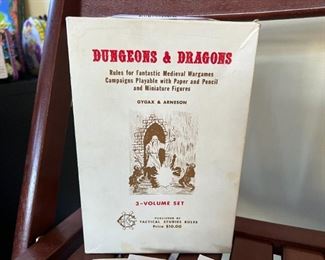 DUNGEONS & DRAGONS
Rules for Fantastic Medieval Wargames
Campaigns Playable with Paper and Pencil
and Miniature Figures
GYGAX & ARNESON
3-VOLUME SET
PUBLISHED BY
TACTICAL STUDIES RULES
Price $10.00